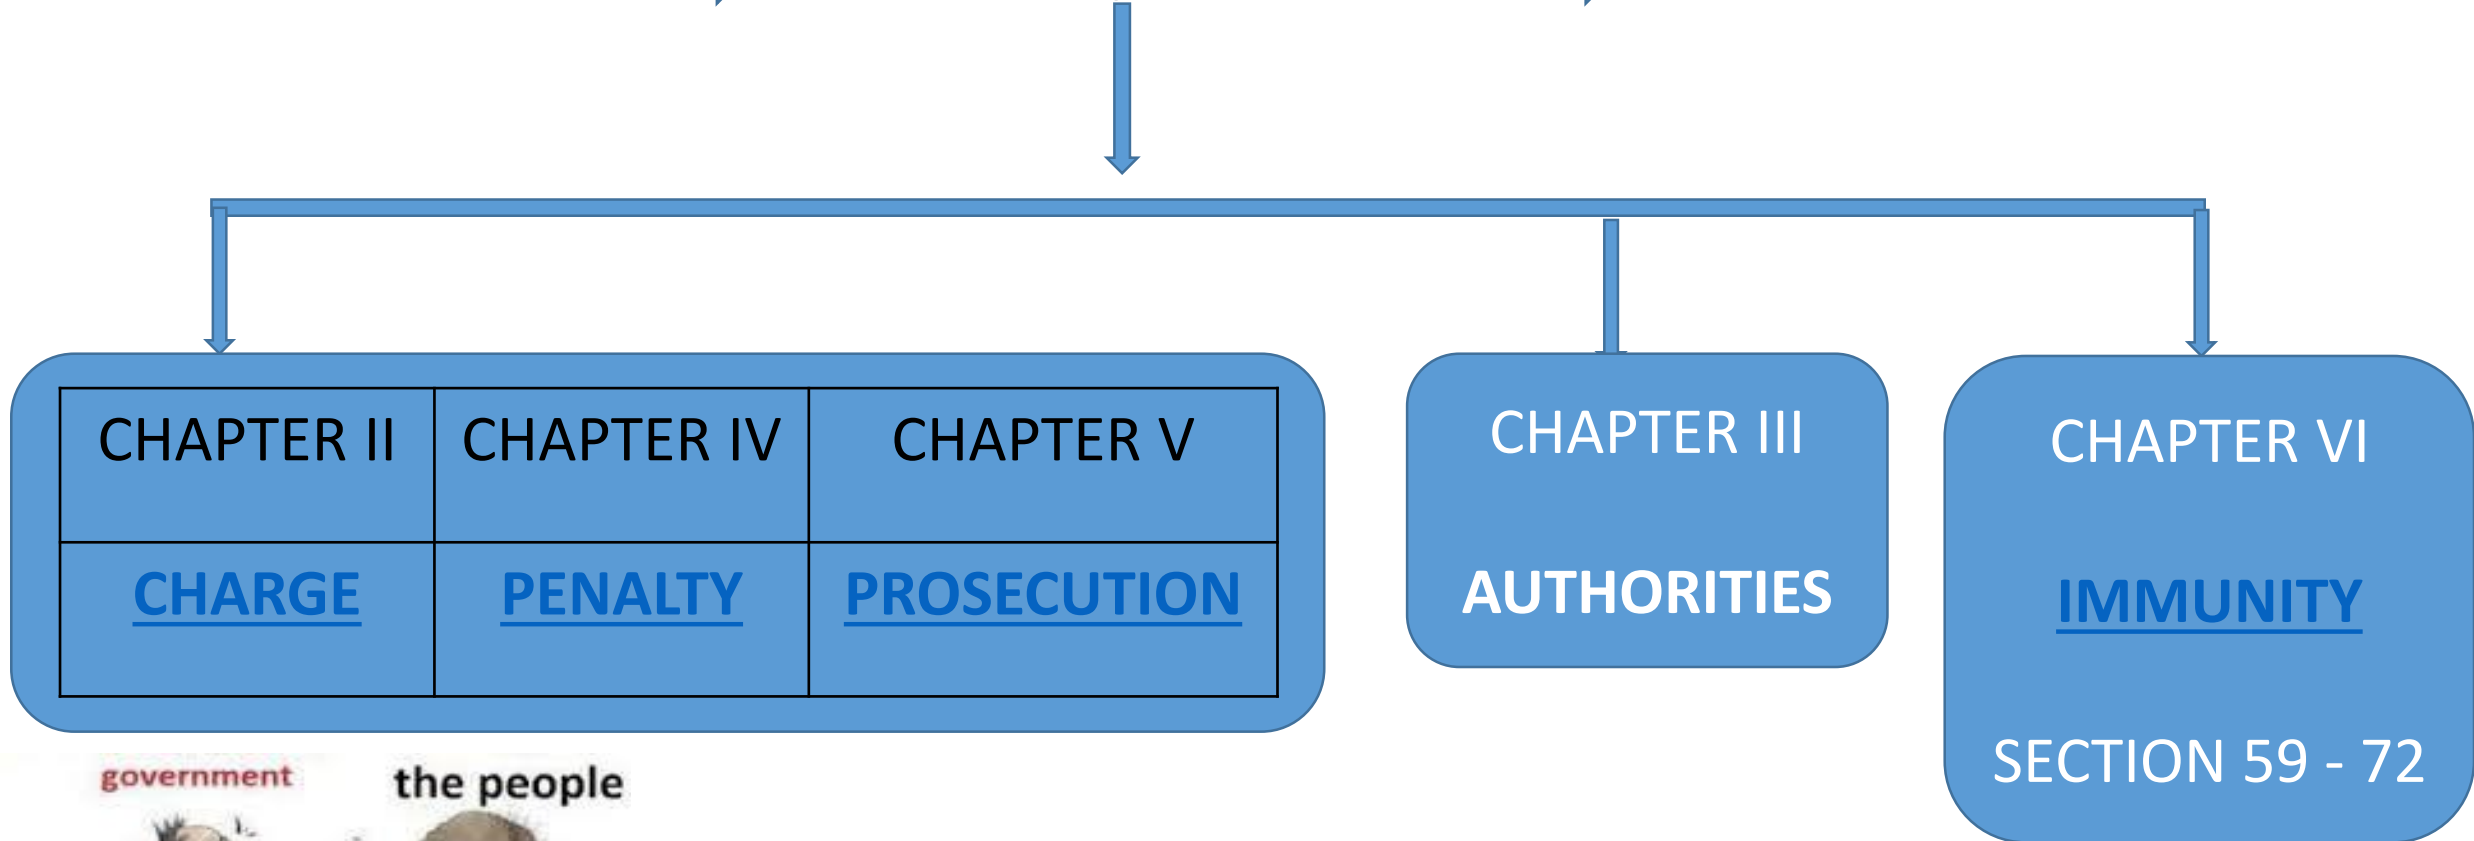 CHAPTER II CHAPTER IV CHAPTER V
CHARGE PENALTY PROSECUTION
CHAPTER III
AUTHORITIES
CHAPTER VI
IMMUNITY
SECTION 59 - 72
government
the people